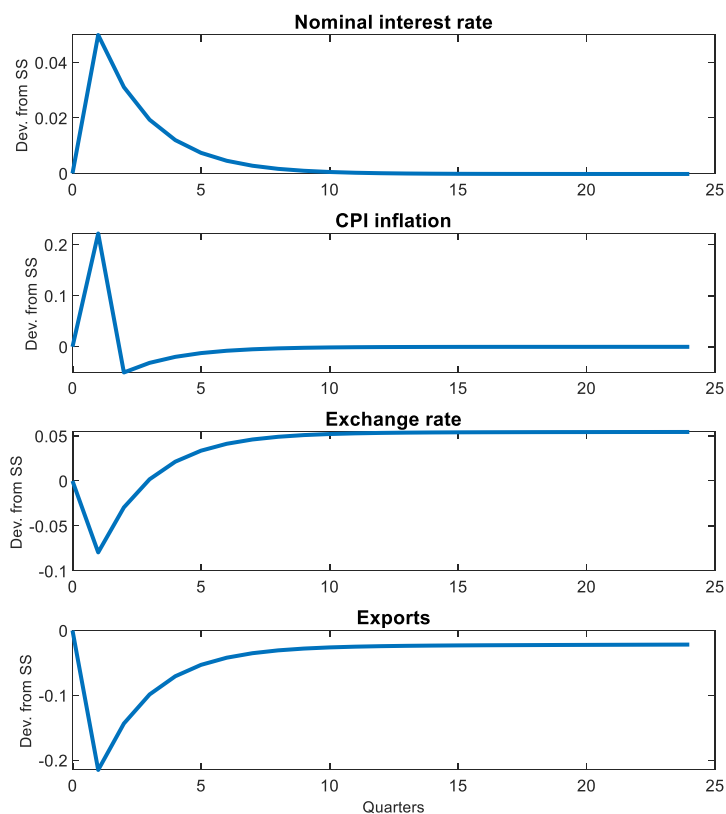 Nominal interest rate
Dev. from SS
0.04
0.02
0
0 5 10 15 20 25
CPI inflation
Dev. from SS
0.2
0.1
0
0 5 10 15 20 25
Exchange rate
Dev. from SS
0.05
0
-0.05
-0.1
0 5 10 15 20 25
Exports
Dev. from SS
0
-0.1
-0.2
0 5 10 15 20 25
Quarters